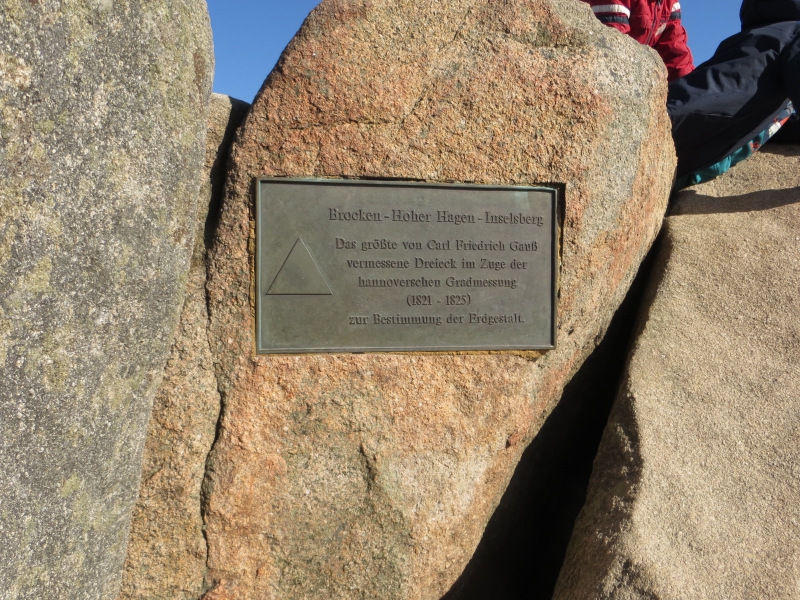 Brocken - Hoher Hagen - Inselsberg
Das größte von Carl Friedrich Gauß
vermessene Dreieck im Zuge der
hannoverschen Gradmessung
(1821 - 1825)
zur Bestimmung der Erdgestalt.